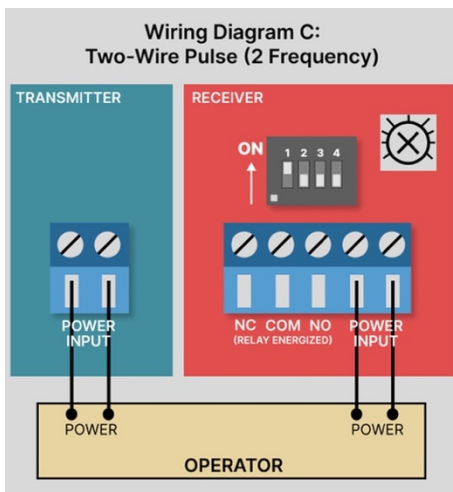 Wiring Diagram C:
Two-Wire Pulse (2 Frequency)
TRANSMITTER
RECEIVER
ON
1 2 3 4
POWER
INPUT
NC COM NO POWER
(RELAY ENERGIZED) INPUT
POWER
POWER
OPERATOR